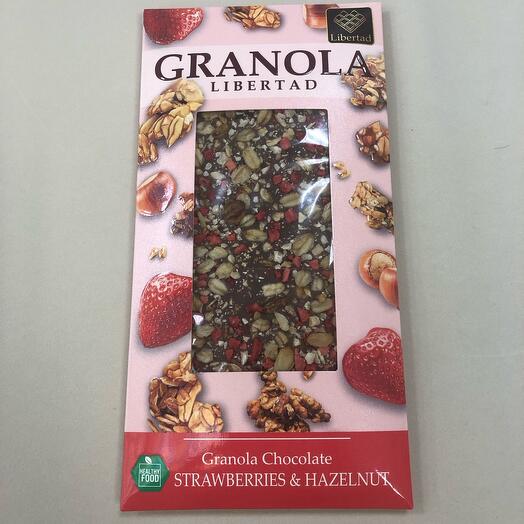 Libertad
GRANOLA
LIBERTAD
Granola Chocolate
HEALTHY
FOOD
STRAWBERRIES & HAZELNUT